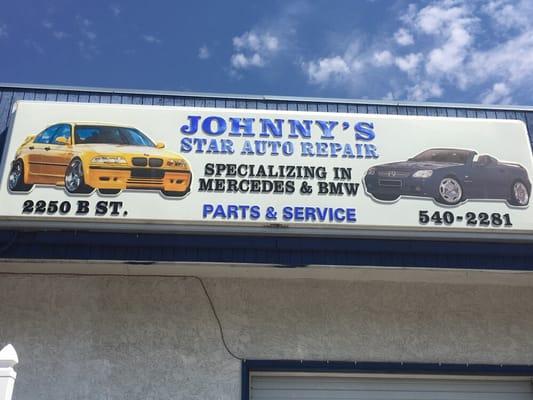 JOHNNY'S
STAR AUTO REPAIR
SPECIALIZING IN
MERCEDES & BMW
2250 B ST.
PARTS & SERVICE
540-2281